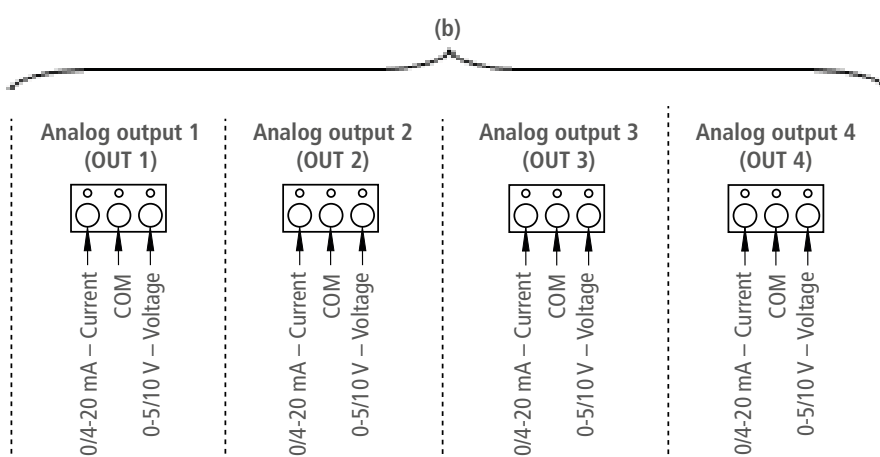 (b)
Analog output 1
(OUT 1)
0/4-20 mA – Current
COM
0-5/10 V – Voltage
Analog output 2
(OUT 2)
0/4-20 mA – Current
COM
0-5/10 V – Voltage
Analog output 3
(OUT 3)
0/4-20 mA – Current
COM
0-5/10 V – Voltage
Analog output 4
(OUT 4)
0/4-20 mA – Current
COM
0-5/10 V – Voltage